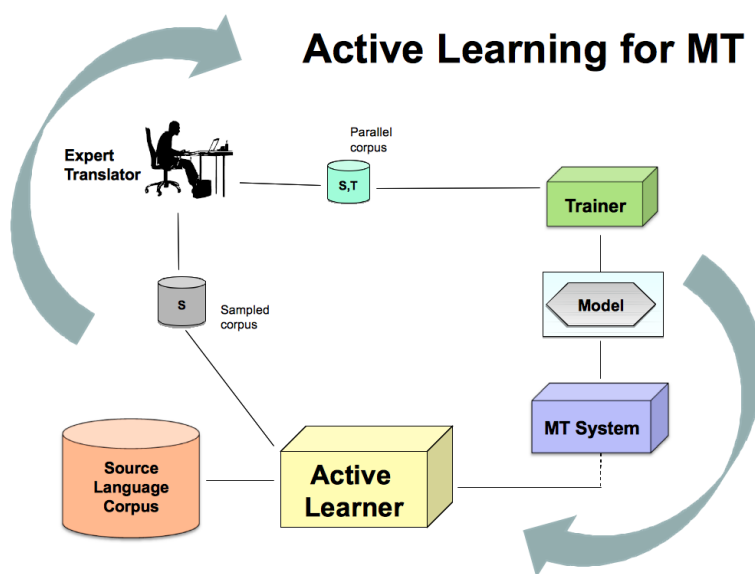 Active Learning for MT
Expert
Translator
Parallel
corpus
S,T
Trainer
S
Sampled
corpus
Model
MT System
Source
Language
Corpus
Active
Learner